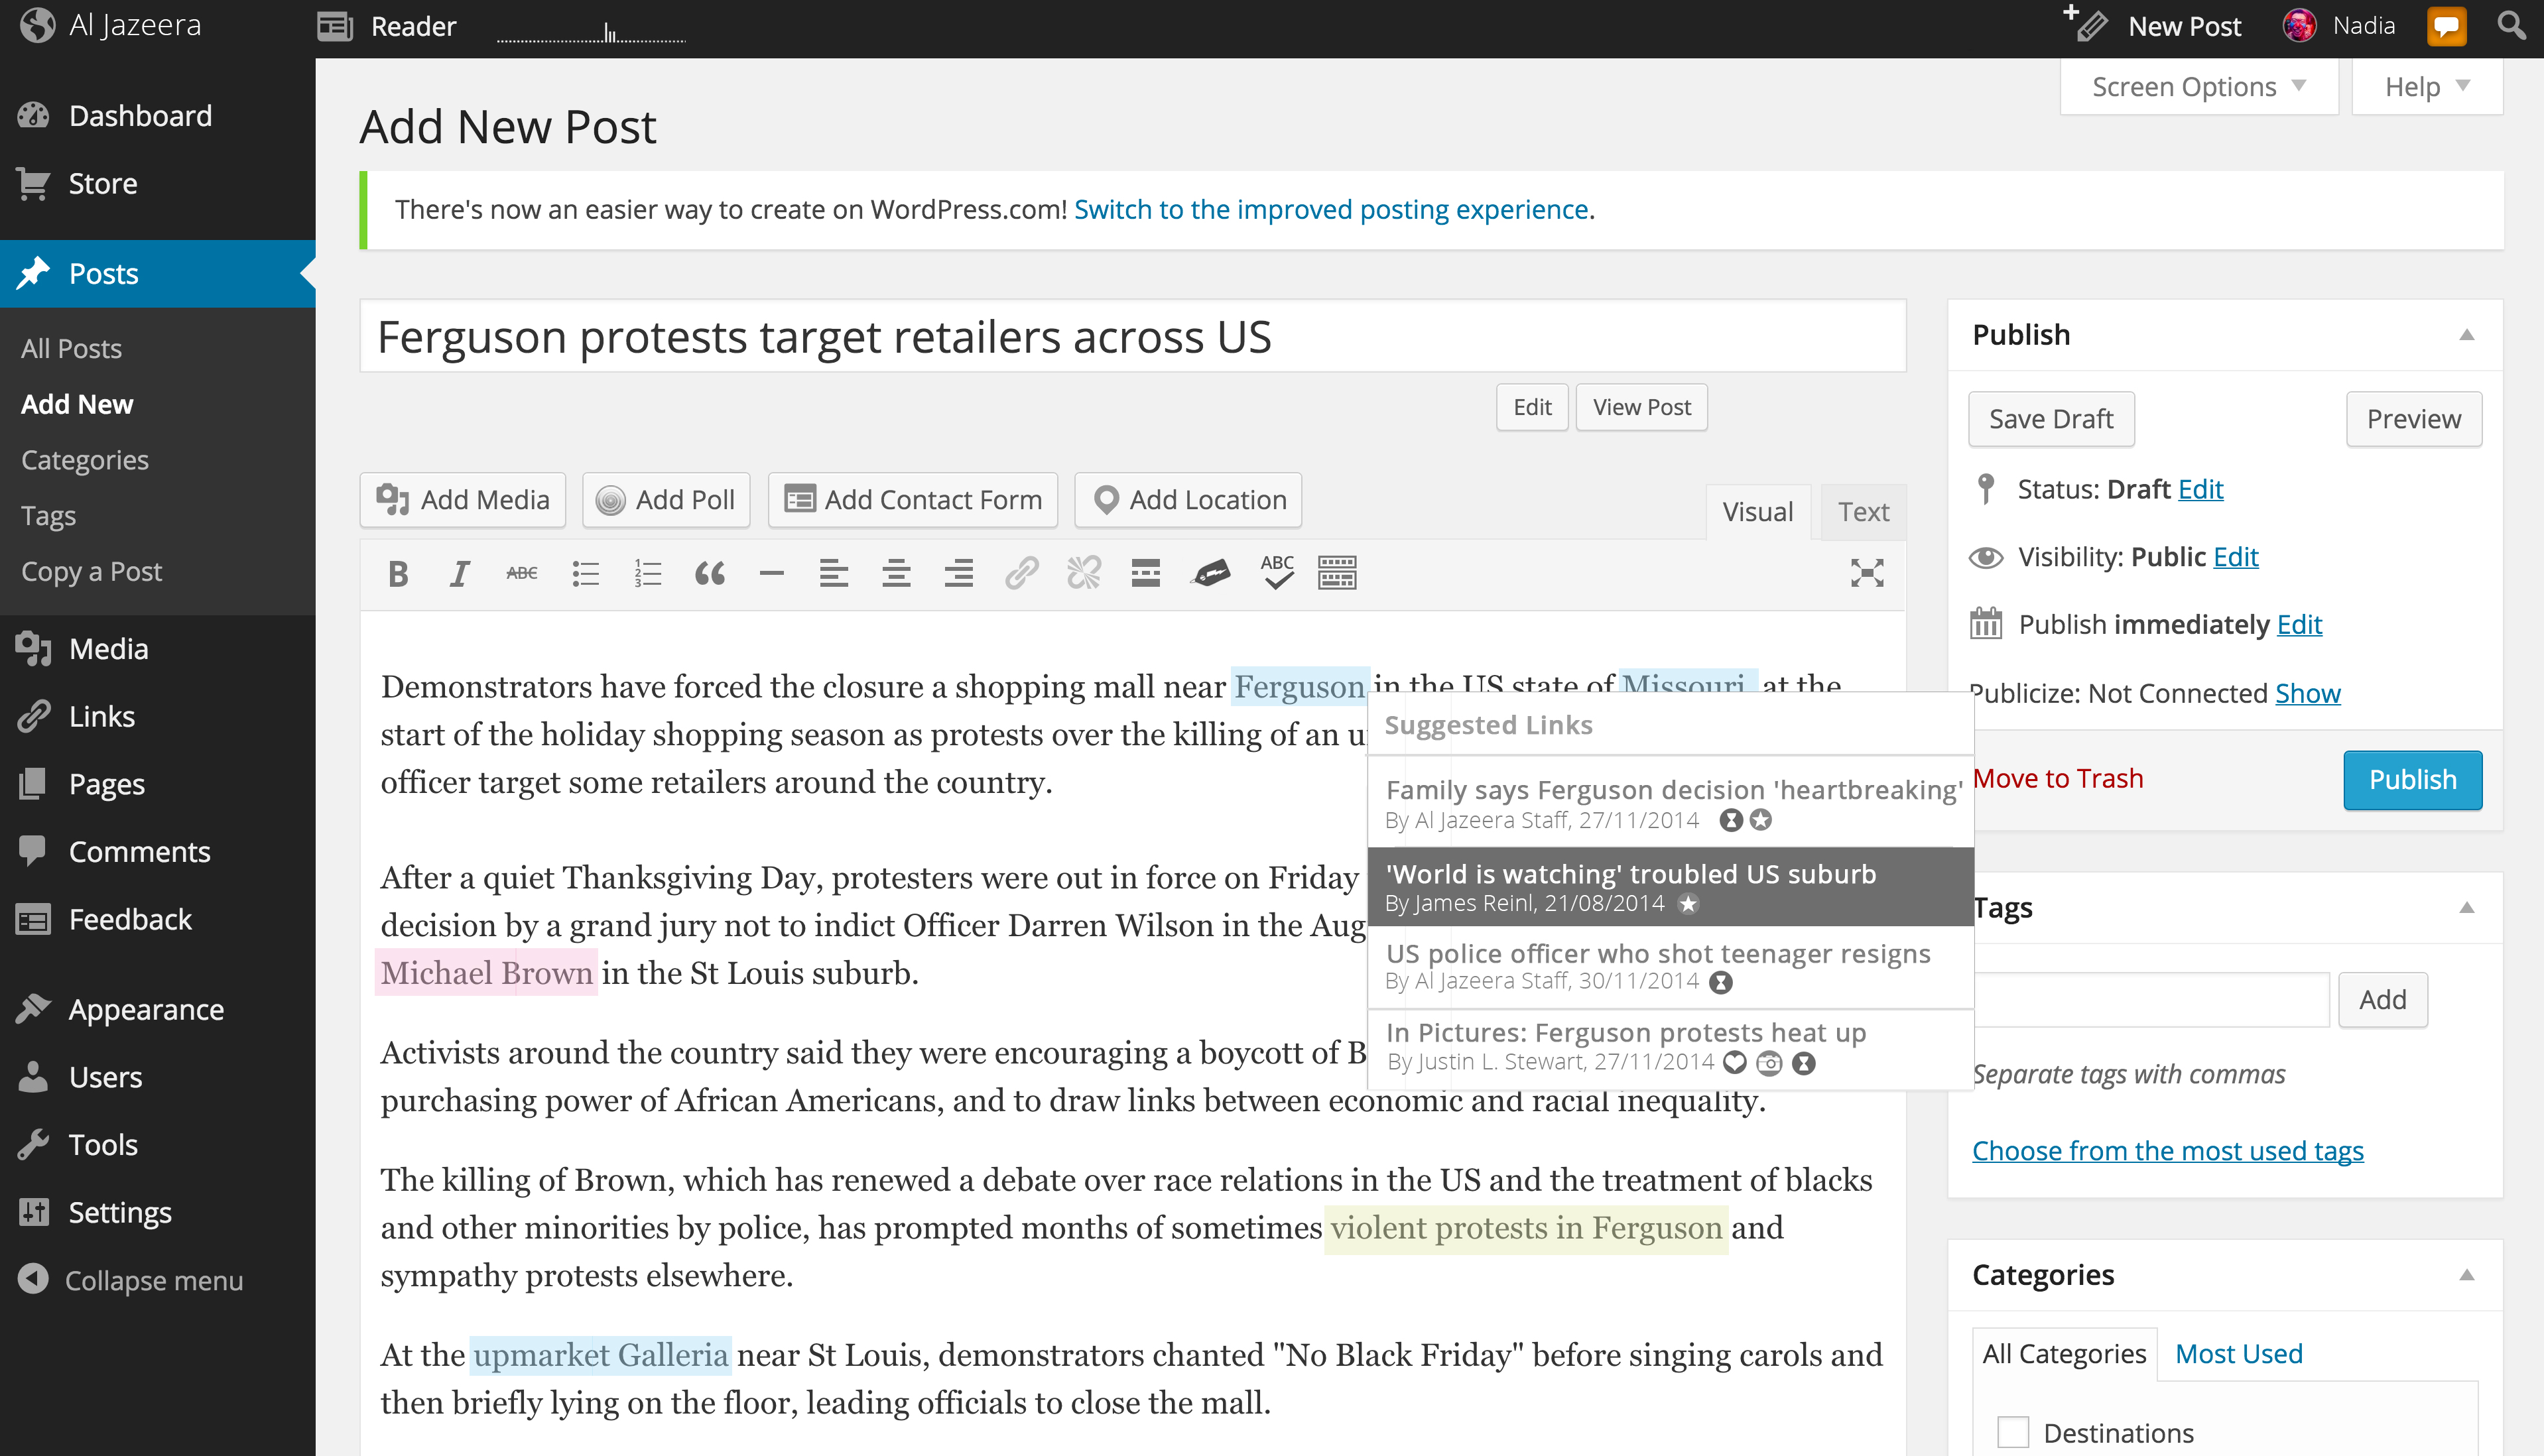 Al Jazeera
Reader
New Post
Nadia
Dashboard
Store
Posts
All Posts
Add New
Categories
Tags
Copy a Post
Media
Links
Pages
Comments
Feedback
Appearance
Users
Tools
Settings
Collapse menu
Screen Options
Help
Add New Post
There's now an easier way to create on WordPress.com! Switch to the improved posting experience.
Ferguson protests target retailers across US
Edit
View Post
Add Media
Add Poll
Add Contact Form
Add Location
Visual
Text
B I ABC
ABC
Demonstrators have forced the closure a shopping mall near Ferguson in the US state of Missouri at the
start of the holiday shopping season as protests over the killing of an u
officer target some retailers around the country.
After a quiet Thanksgiving Day, protesters were out in force on Friday
decision by a grand jury not to indict Officer Darren Wilson in the Aug
Michael Brown in the St Louis suburb.
Activists around the country said they were encouraging a boycott of B
purchasing power of African Americans, and to draw links between economic and racial inequality.
The killing of Brown, which has renewed a debate over race relations in the US and the treatment of blacks
and other minorities by police, has prompted months of sometimes violent protests in Ferguson and
sympathy protests elsewhere.
At the upmarket Galleria near St Louis, demonstrators chanted "No Black Friday" before singing carols and
then briefly lying on the floor, leading officials to close the mall.
Suggested Links
Family says Ferguson decision 'heartbreaking'
By Al Jazeera Staff, 27/11/2014
'World is watching' troubled US suburb
By James Reinl, 21/08/2014
US police officer who shot teenager resigns
By Al Jazeera Staff, 30/11/2014
In Pictures: Ferguson protests heat up
By Justin L. Stewart, 27/11/2014
Publish
Save Draft
Preview
Status: Draft Edit
Visibility: Public Edit
Publish immediately Edit
Publicize: Not Connected Show
Move to Trash
Publish
Tags
Add
Separate tags with commas
Choose from the most used tags
Categories
All Categories
Most Used
Destinations